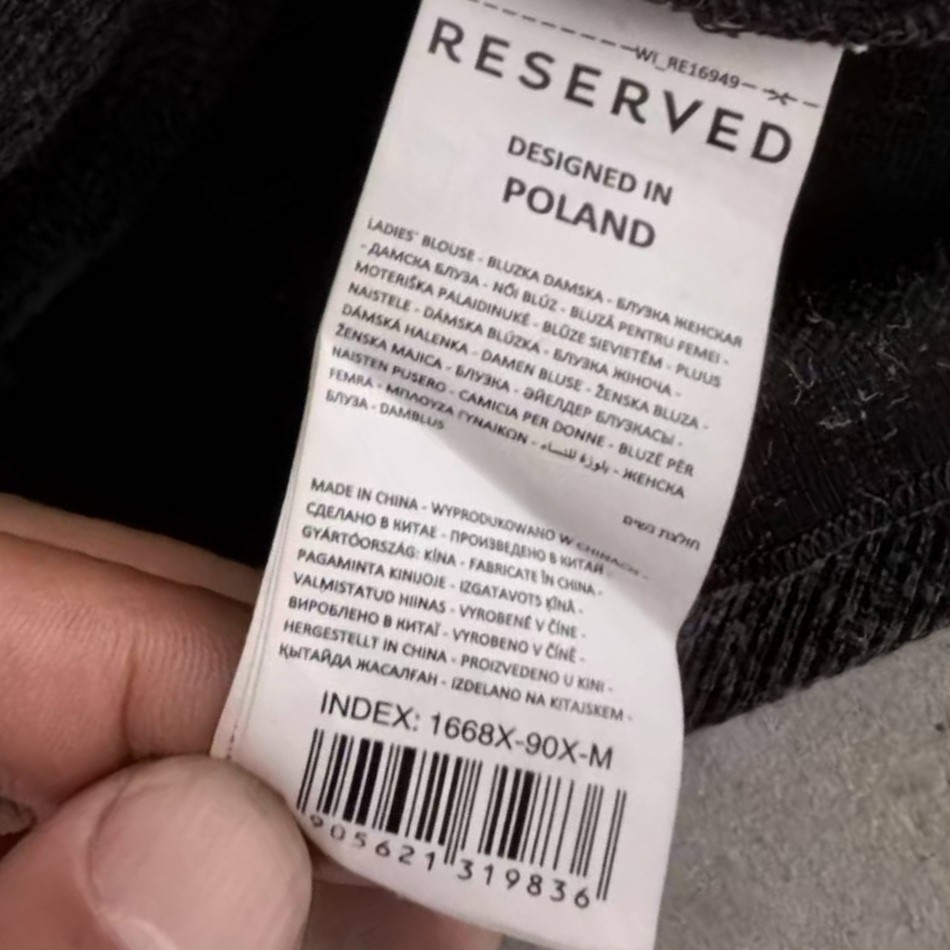 WI_RE16949
RESERVED
DESIGNED IN
POLAND
LADIES' BLOUSE - BLUZKA DAMSKA - БЛУЗКА ЖЕНСКАЯ
- ДАМСКА БЛУЗА - NŐI BLÚZ - BLUZĂ PENTRU FEMEI -
MOTERIŠKA PALAIDINUKĖ - BLŪZE SIEVIETĒM - PLUUS
NAISTELE - DÁMSKA BLÚZKA - БЛУЗКА ЖІНОЧА -
DÁMSKÁ HALENKA - DAMEN BLUSE - ŽENSKA BLUZA -
ŽENSKA MAJICA - БЛУЗКА - ӘЙЕЛДЕР БЛУЗКАСЫ -
NAISTEN PUSERO - CAMICIA PER DONNE - BLUZË PËR
FEMRA - ΜΠΛΟΥΖΑ ΓΥΝΑΙΚΩΝ - بلوزة للنساء - ЖЕНСКА
БЛУЗА - DAMBLUS
חולצת נשים
MADE IN CHINA - WYPRODUKOWANO W CHINACH -
СДЕЛАНО В КИТАЕ - ПРОИЗВЕДЕНО В КИТАЙ -
GYÁRTÓORSZÁG: KÍNA - FABRICATE ÎN CHINA -
PAGAMINTA KINIJOJE - IZGATAVOTS ĶĪNĀ -
VALMISTATUD HIINAS - VYROBENÉ V ČÍNE -
ВИРОБЛЕНО В КИТАЇ - VYROBENO V ČÍNĚ -
HERGESTELLT IN CHINA - PROIZVEDENO U KINI -
ҚЫТАЙДА ЖАСАЛҒАН - IZDELANO NA KITAJSKEM -
INDEX: 1668X-90X-M
905621 319836